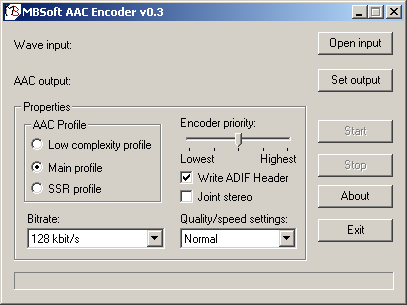 MBSoft AAC Encoder v0.3
Wave input:
Open input
AAC output:
Set output
Properties
AAC Profile
Low complexity profile
Main profile
SSR profile
Encoder priority:
Lowest Highest
Write ADIF Header
Joint stereo
Bitrate:
128 kbit/s
Quality/speed settings:
Normal
Start
Stop
About
Exit